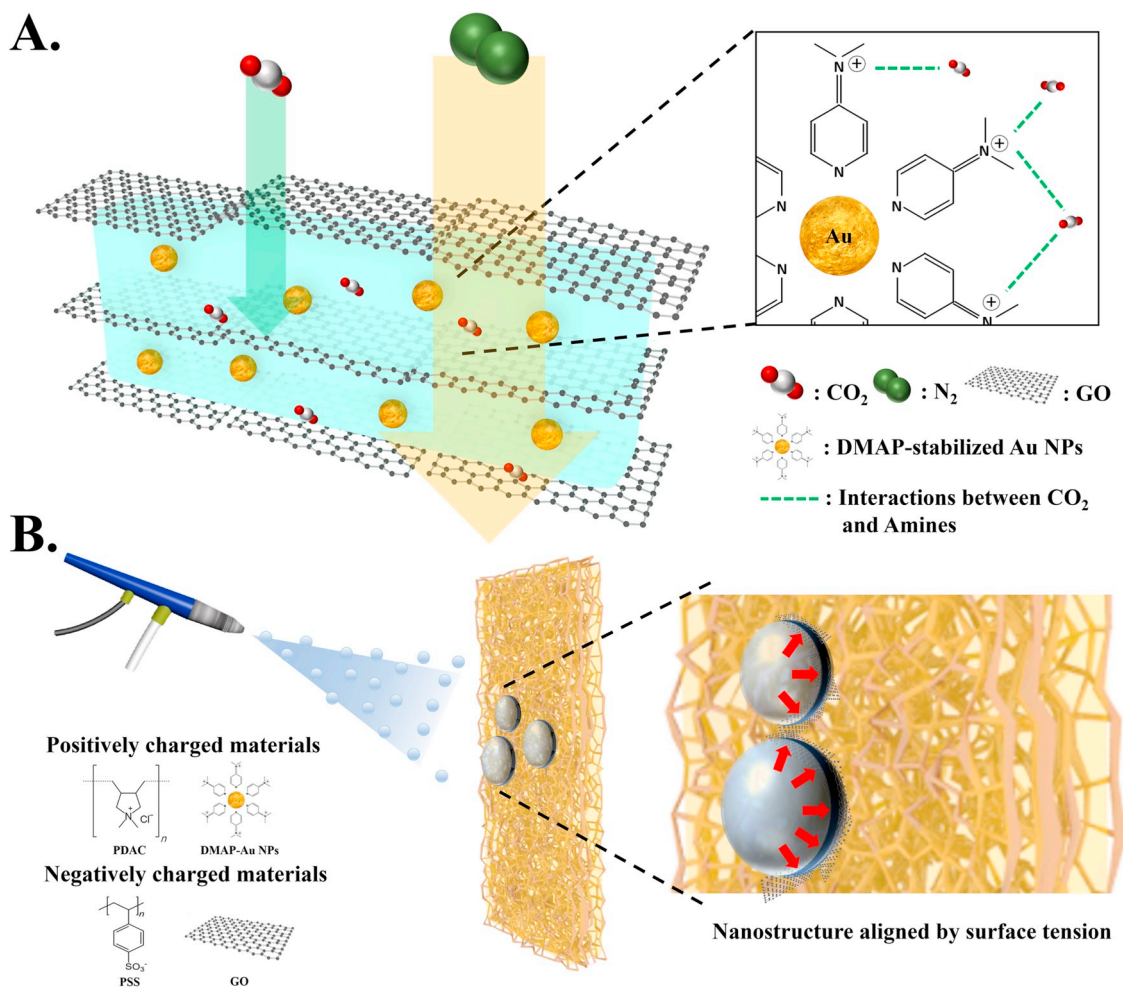 A.
N
+
N
N
+
N
N
Au
N
N
N
+
N
: CO2
: N2
: GO
: DMAP-stabilized Au NPs
: Interactions between CO2
and Amines
B.
Positively charged materials
N
+
Cl-
n
PDAC
DMAP-Au NPs
Negatively charged materials
n
SO3-
PSS
GO
Nanostructure aligned by surface tension